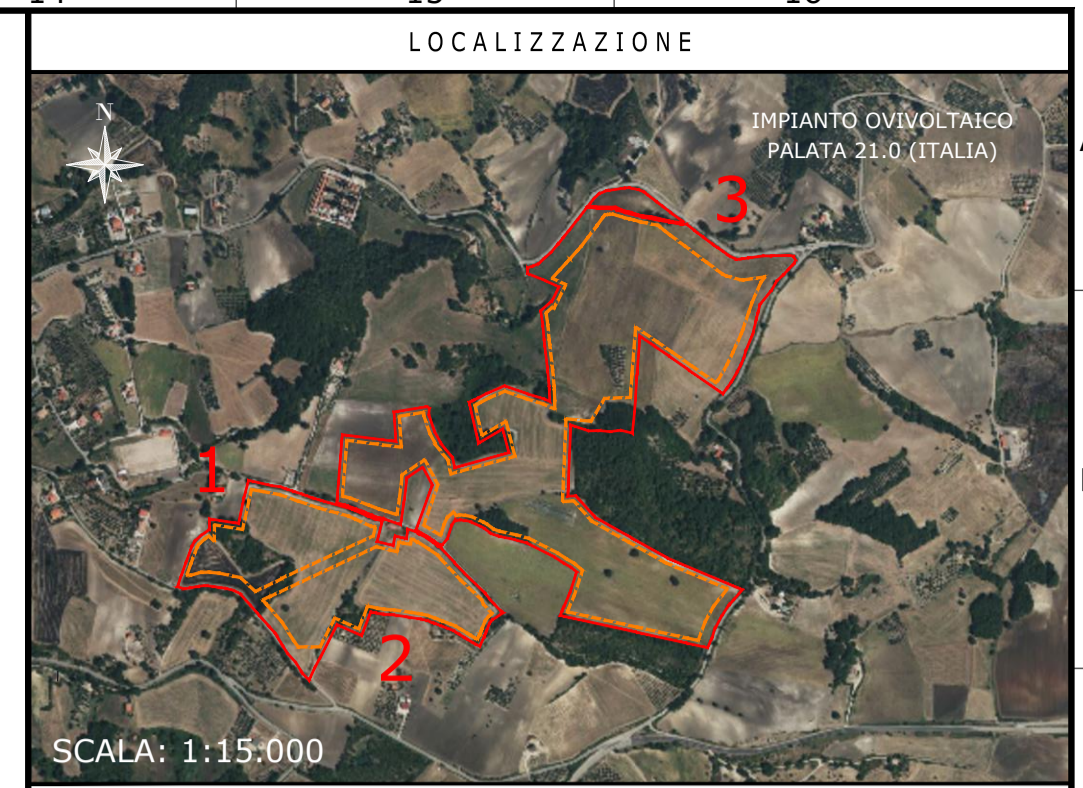 LOCALIZZAZIONE
N
IMPIANTO OVIVOLTAICO
PALATA 21.0 (ITALIA)
3
1
2
SCALA: 1:15.000